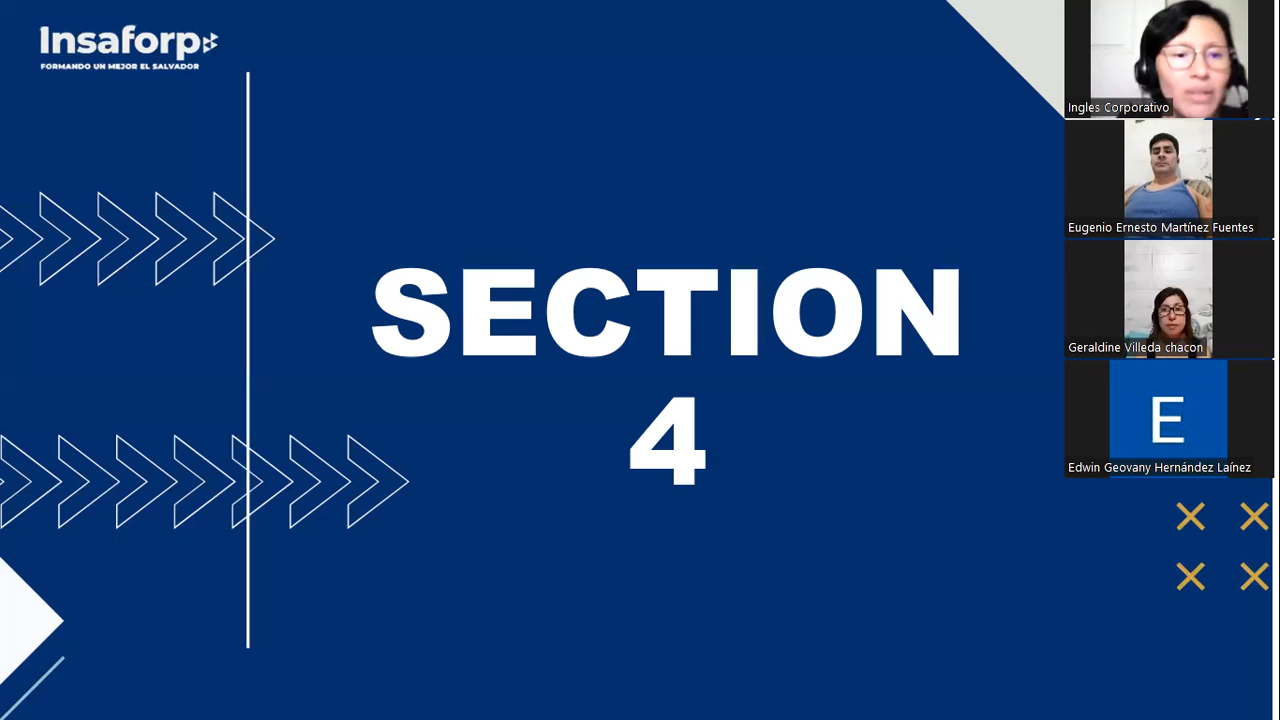 Insaforp
FORMANDO UN MEJOR EL SALVADOR
SECTION
4
Ingles Corporativo
Eugenio Ernesto Martínez Fuentes
Geraldine Villeda chacon
E
Edwin Geovany Hernández Laínez